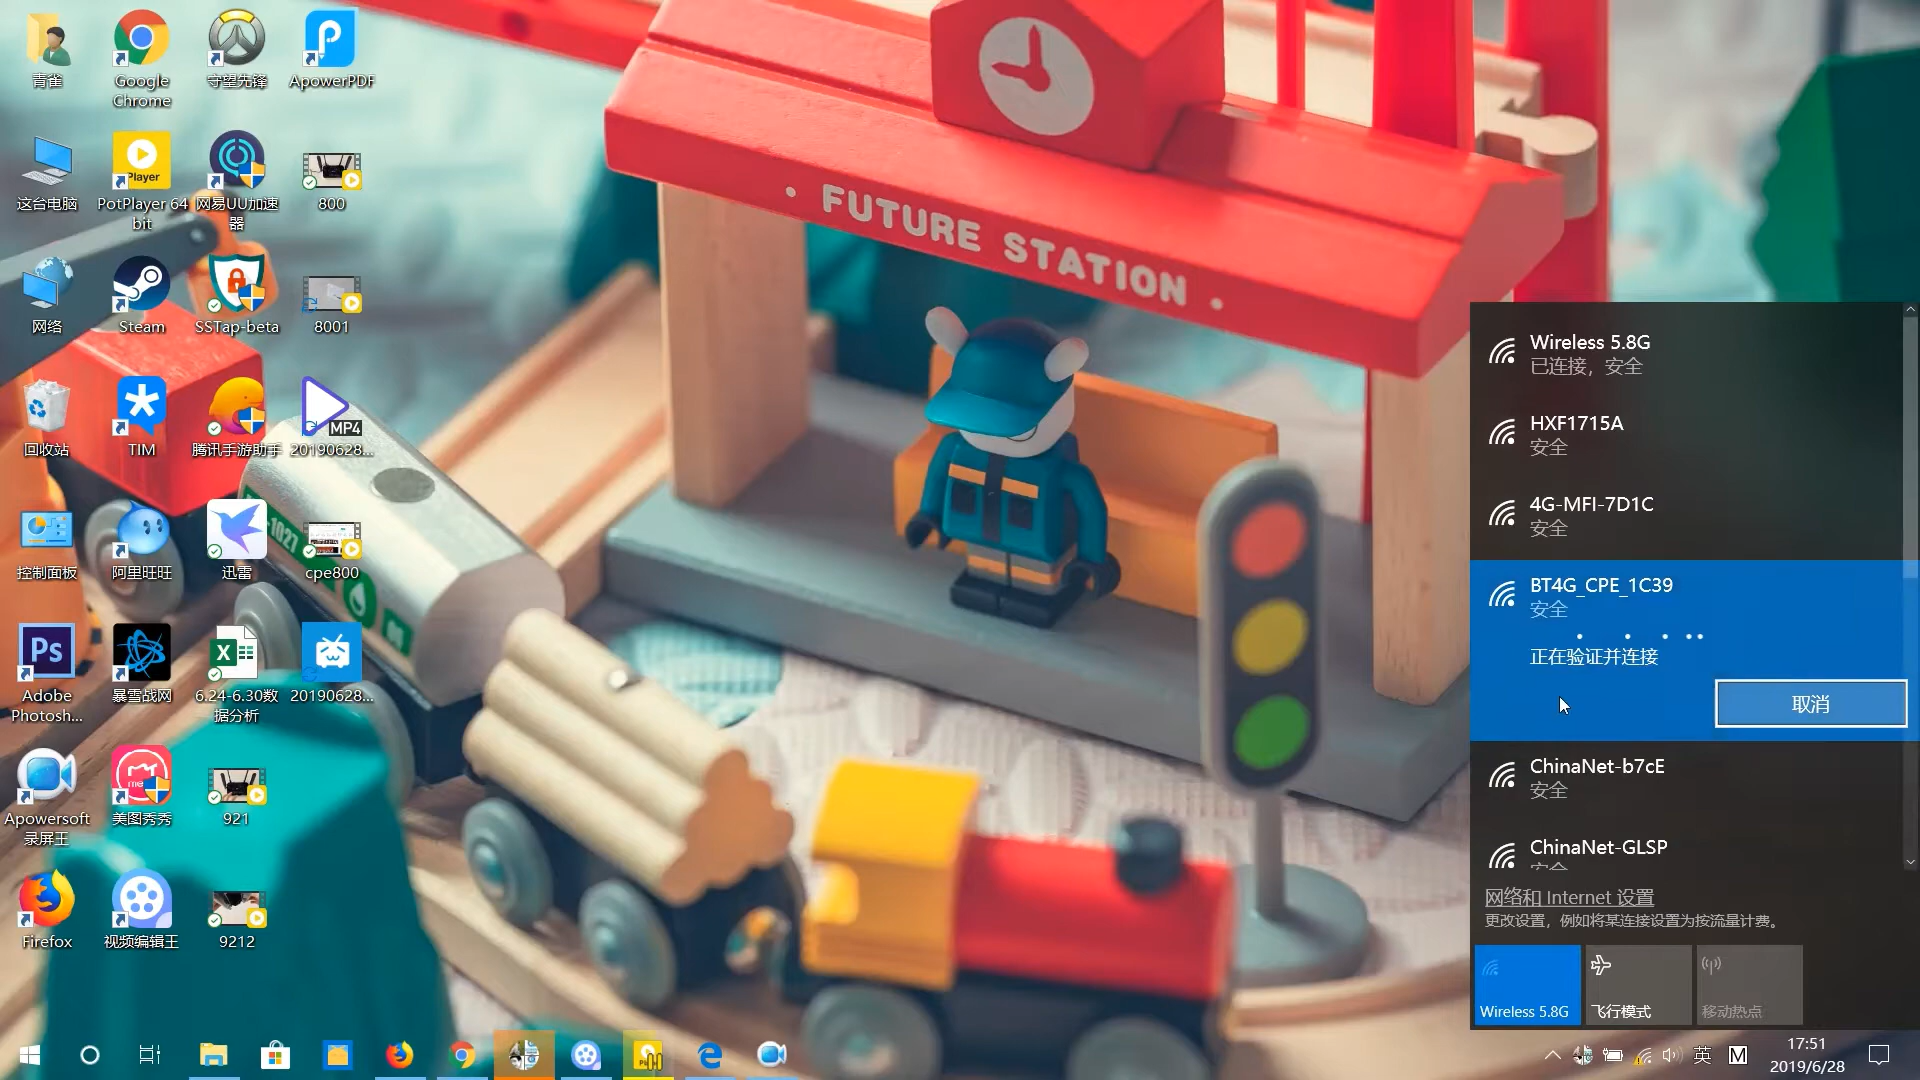 青雀
Google
Chrome
守望先锋
ApowerPDF
这台电脑
Player
PotPlayer 64
bit
网易UU加速
器
800
网络
Steam
SSTap-beta
8001
回收站
TIM
腾讯手游助手
MP4
20190628...
控制面板
阿里旺旺
迅雷
cpe800
Ps
Adobe
Photosh...
暴雪战网
6.24-6.30数
据分析
20190628...
Apowersoft
录屏王
美图秀秀
921
Firefox
视频编辑王
9212
• FUTURE STATION •
-1027
Wireless 5.8G
已连接，安全
HXF1715A
安全
4G-MFI-7D1C
安全
BT4G_CPE_1C39
安全
正在验证并连接
取消
ChinaNet-b7cE
安全
ChinaNet-GLSP
安全
网络和 Internet 设置
更改设置，例如将某连接设置为按流量计费。
Wireless 5.8G
飞行模式
移动热点
英
M
17:51
2019/6/28